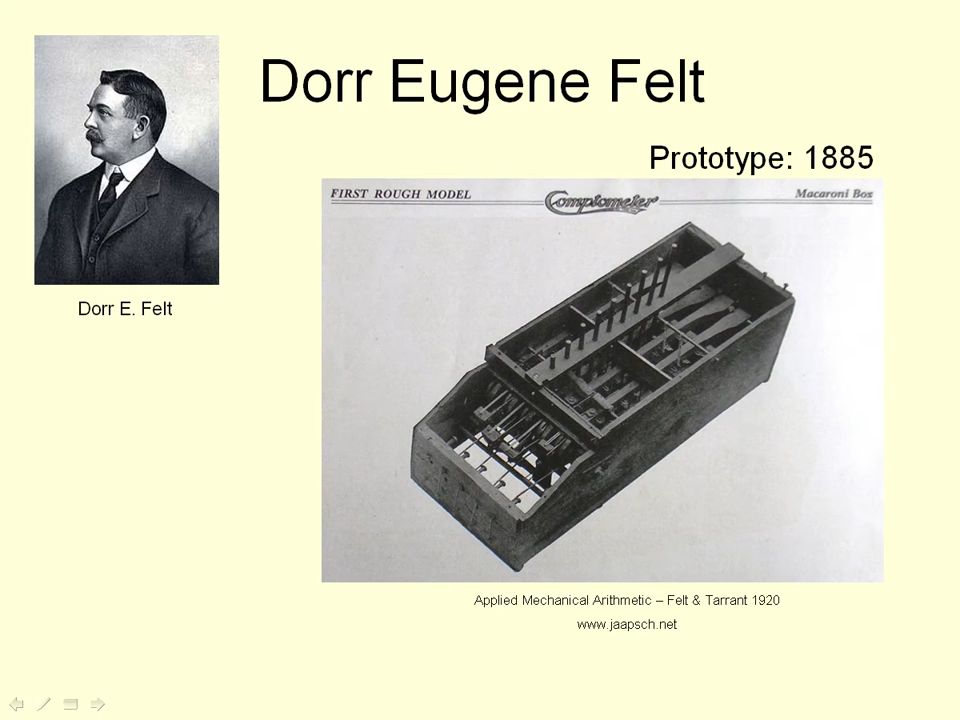 Dorr Eugene Felt
Prototype: 1885
FIRST ROUGH MODEL Comptometer Macaroni Box
Dorr E. Felt
Applied Mechanical Arithmetic – Felt & Tarrant 1920
www.jaapsch.net